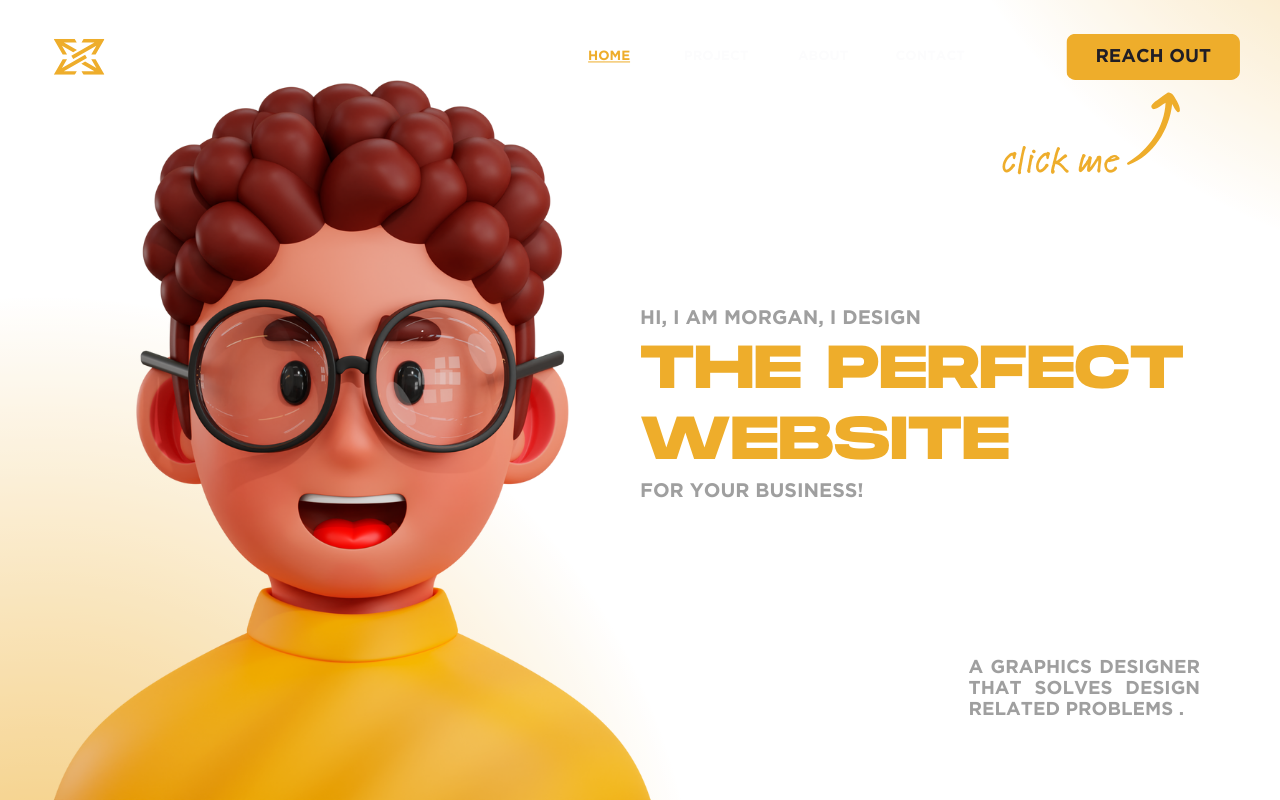 HOME PROJECT ABOUT CONTACT
REACH OUT
click me
HI, I AM MORGAN, I DESIGN
THE PERFECT
WEBSITE
FOR YOUR BUSINESS!
A GRAPHICS DESIGNER
THAT SOLVES DESIGN
RELATED PROBLEMS .